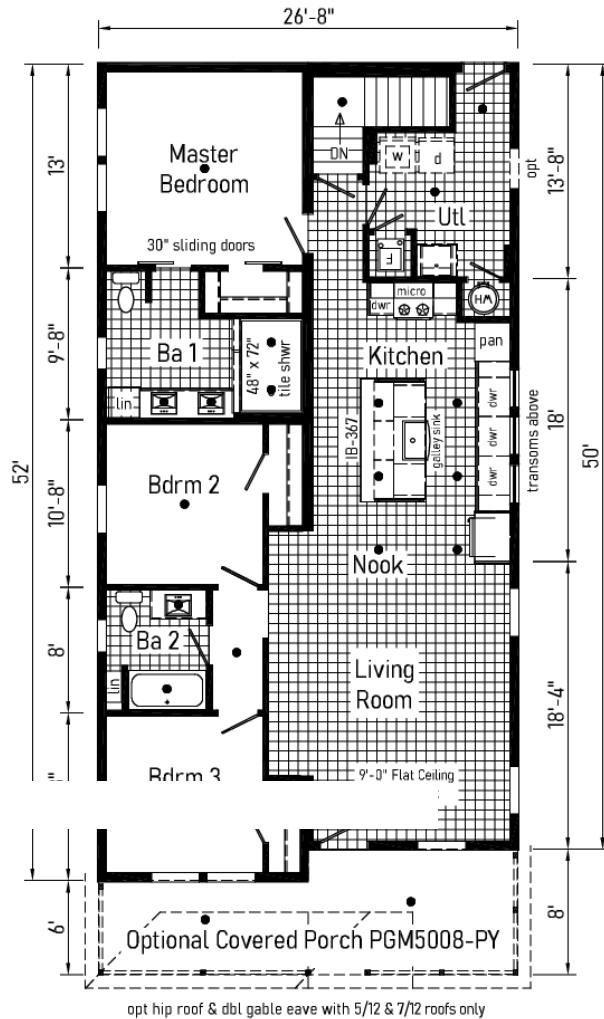 26'-8"
13'
Master
Bedroom
30" sliding doors
DN
w
d
opt
Utl
13'-8"
F
WH
9'-8"
Ba 1
lin
48" x 72"
tile shwr
micro
dwr
Kitchen
pan
IB-367
galley sink
dwr
dwr
dwr
transoms above
18'
52'
50'
10'-8"
Bdrm 2
Nook
8'
Ba 2
lin
Living
Room
18'-4"
Bdrm 3
9'-0" Flat Ceiling
6'
8'
Optional Covered Porch PGM5008-PY
opt hip roof & dbl gable eave with 5/12 & 7/12 roofs only